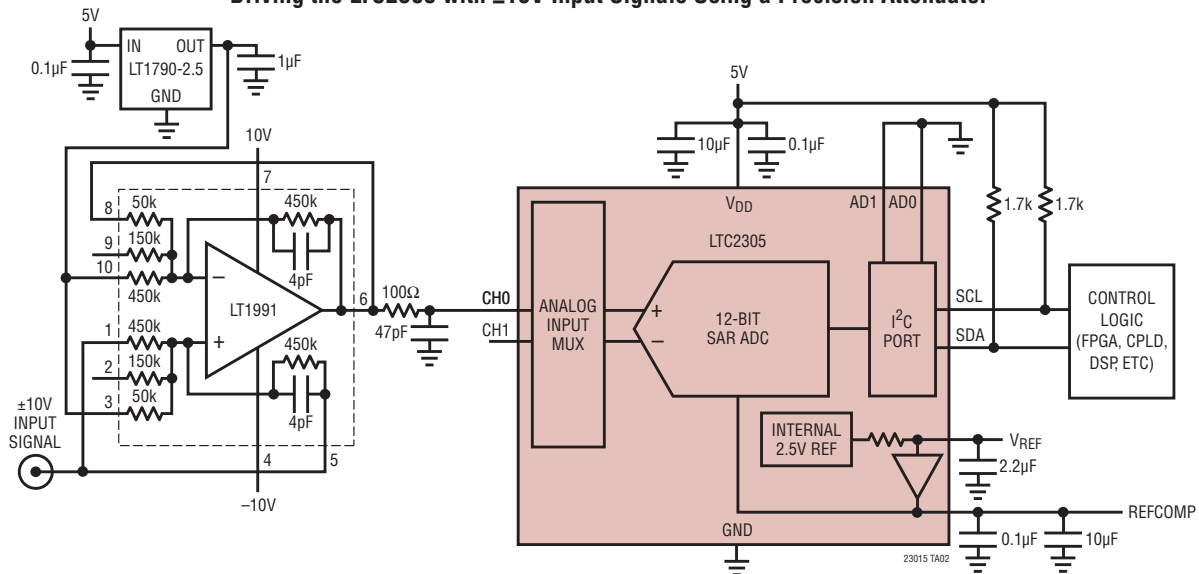 Driving the LTC2305 with ±10V Input Signals Using a Precision Attenuator
5V
IN OUT
LT1790-2.5
GND
0.1µF
1µF
10V
7
8 50k
9 150k
10 450k
450k
4pF
–
LT1991
+
1 450k
2 150k
3 50k
450k
4pF
6
4
5
–10V
±10V
INPUT
SIGNAL
100Ω
47pF
5V
10µF
0.1µF
VDD
AD1 AD0
LTC2305
CH0
CH1
ANALOG
INPUT
MUX
+
–
12-BIT
SAR ADC
I2C
PORT
SCL
SDA
1.7k
1.7k
CONTROL
LOGIC
(FPGA, CPLD,
DSP, ETC)
INTERNAL
2.5V REF
VREF
2.2µF
REFCOMP
0.1µF
10µF
GND
23015 TA02